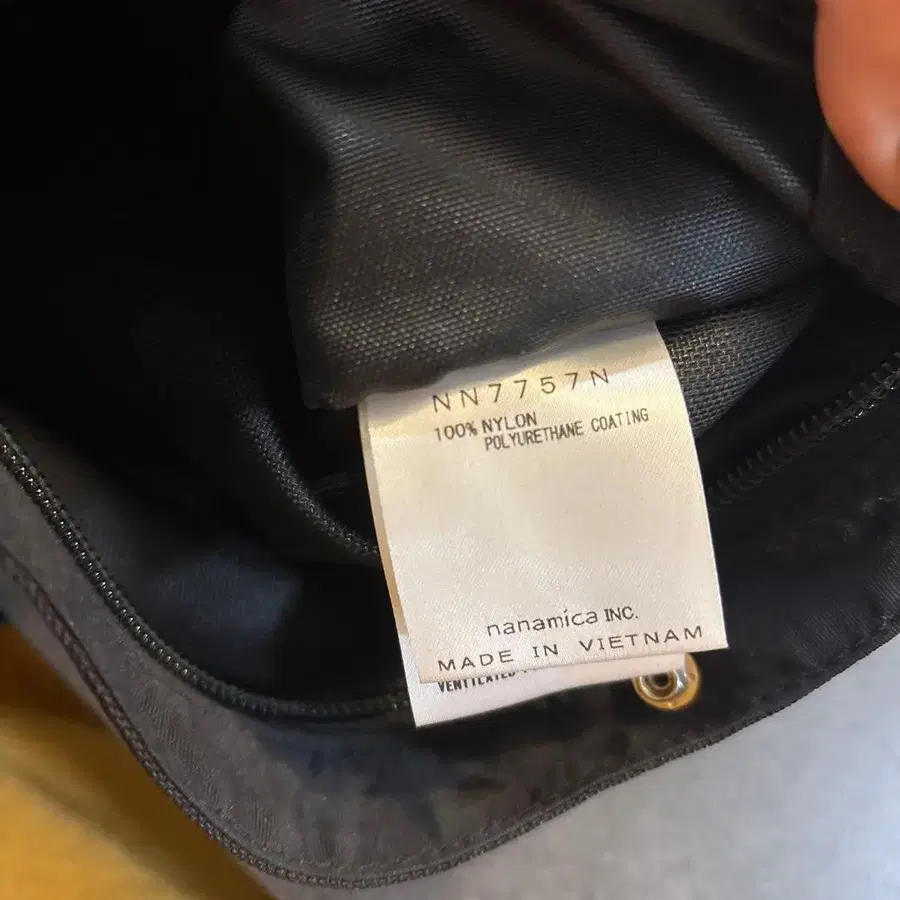 NN7757N
100% NYLON
POLYURETHANE COATING
nanamica INC.
MADE IN VIETNAM